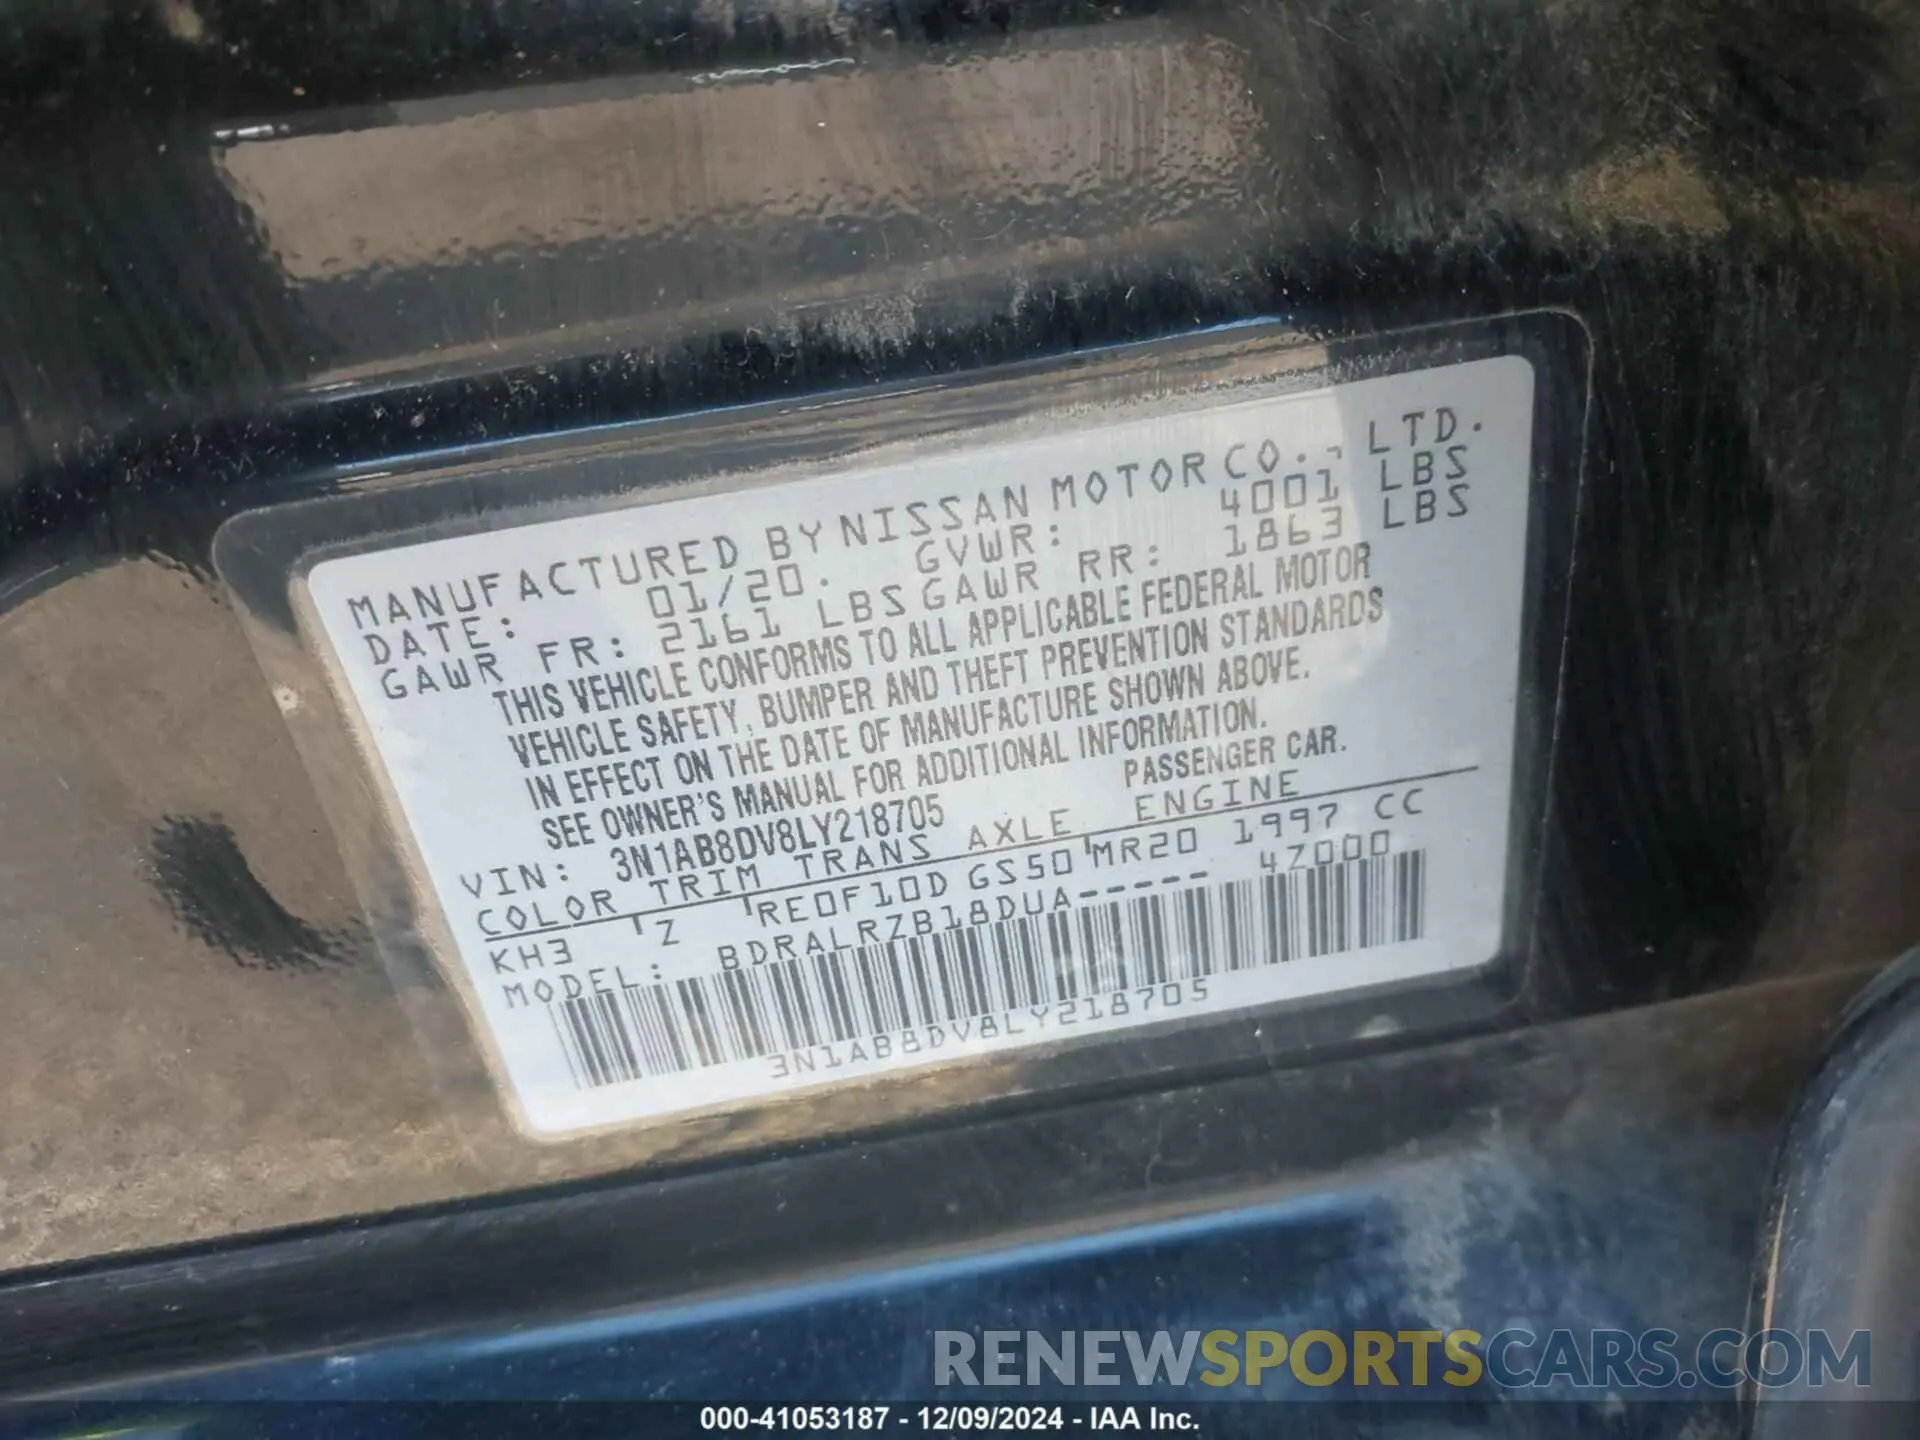 MANUFACTURED BY NISSAN MOTOR CO., LTD.
DATE: 01/20. GVWR: 4001 LBS
GAWR FR: 2161 LBS GAWR RR: 1863 LBS
THIS VEHICLE CONFORMS TO ALL APPLICABLE FEDERAL MOTOR
VEHICLE SAFETY, BUMPER AND THEFT PREVENTION STANDARDS
IN EFFECT ON THE DATE OF MANUFACTURE SHOWN ABOVE.
SEE OWNER'S MANUAL FOR ADDITIONAL INFORMATION.
VIN: 3N1AB8DV8LY218705 PASSENGER CAR.
COLOR TRIM TRANS AXLE ENGINE
KH3 Z RE0F10D GS50 MR20 1997 CC
MODEL: BDRALRZB18DUA----- 4Z000
3N1AB8DV8LY218705
RENEWSPORTSCARS.COM
000-41053187 - 12/09/2024 - IAA Inc.